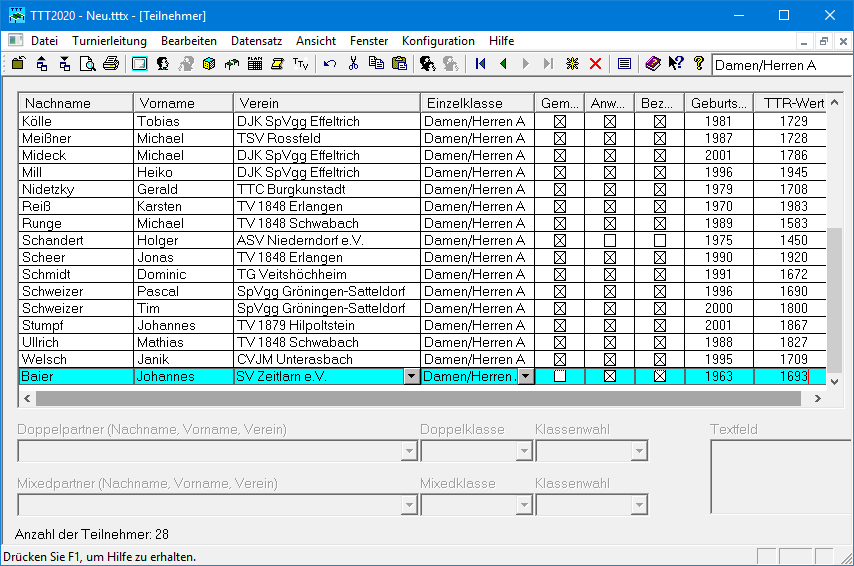 TTT2020 - Neu.tttx - [Teilnehmer]
Datei Turnierleitung Bearbeiten Datensatz Ansicht Fenster Konfiguration Hilfe
TTV Damen/Herren A
Nachname Vorname Verein Einzelklasse Gem... Anw... Bez... Geburts... TTR-Wert
Kölle Tobias DJK SpVgg Effeltrich Damen/Herren A 1981 1729
Meißner Michael TSV Rossfeld Damen/Herren A 1987 1728
Mideck Michael DJK SpVgg Effeltrich Damen/Herren A 2001 1786
Mill Heiko DJK SpVgg Effeltrich Damen/Herren A 1996 1945
Nidetzky Gerald TTC Burgkunstadt Damen/Herren A 1979 1708
Reiß Karsten TV 1848 Erlangen Damen/Herren A 1970 1983
Runge Michael TV 1848 Schwabach Damen/Herren A 1989 1583
Schandert Holger ASV Niederndorf e.V. Damen/Herren A 1975 1450
Scheer Jonas TV 1848 Erlangen Damen/Herren A 1990 1920
Schmidt Dominic TG Veitshöchheim Damen/Herren A 1991 1672
Schweizer Pascal SpVgg Gröningen-Satteldorf Damen/Herren A 1996 1690
Schweizer Tim SpVgg Gröningen-Satteldorf Damen/Herren A 2000 1800
Stumpf Johannes TV 1879 Hilpoltstein Damen/Herren A 2001 1867
Ullrich Mathias TV 1848 Schwabach Damen/Herren A 1988 1827
Welsch Janik CVJM Unterasbach Damen/Herren A 1995 1709
Baier Johannes SV Zeitlarn e.V. Damen/Herren . 1963 1693
Doppelpartner (Nachname, Vorname, Verein) Doppelklasse Klassenwahl Textfeld
Mixedpartner (Nachname, Vorname, Verein) Mixedklasse Klassenwahl
Anzahl der Teilnehmer: 28
Drücken Sie F1, um Hilfe zu erhalten.